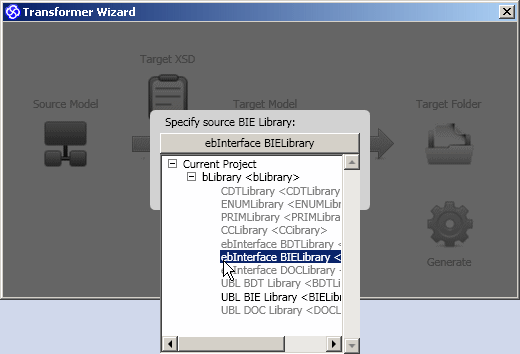 Transformer Wizard
Target XSD
Source Model
Target Model
Target Folder
Specify source BIE Library:
ebInterface BIELibrary
Current Project
bLibrary <bLibrary>
CDTLibrary <CDTLibrary
ENUMLibrary <ENUMLibr
PRIMLibrary <PRIMLibrar
CCLibrary <CCLibrary>
ebInterface BDTLibrary <
ebInterface BIELibrary <
ebInterface DOCLibrary <
UBL BDT Library <BDTLi
UBL BIE Library <BIELibr
UBL DOC Library <DOCL
Generate